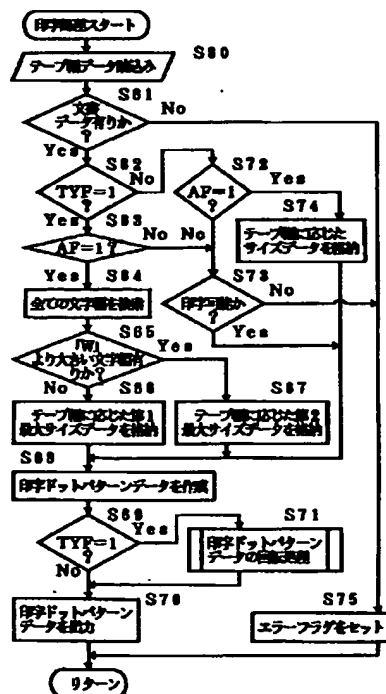 印字処理スタート
S60
テープ幅データ読込み
S61
文書
データ有りか
?
No
Yes
S62
TYF=1
?
No
Yes
S72
AF=1
?
Yes
No
S74
テープ幅に応じた
サイズデータを格納
S63
AF=1?
No
Yes
S73
印字可能か
?
No
Yes
S64
全ての文字幅を検索
S65
「W」
より大きい文字幅有
りか?
Yes
No
S66
テープ幅に応じた第1
最大サイズデータを格納
S67
テープ幅に応じた第2
最大サイズデータを格納
S68
印字ドットパターンデータを作成
S69
TYF=1
?
Yes
No
S71
印字ドットパターン
データの回転処理
S70
印字ドットパターン
データを出力
S75
エラーフラグをセット
リターン